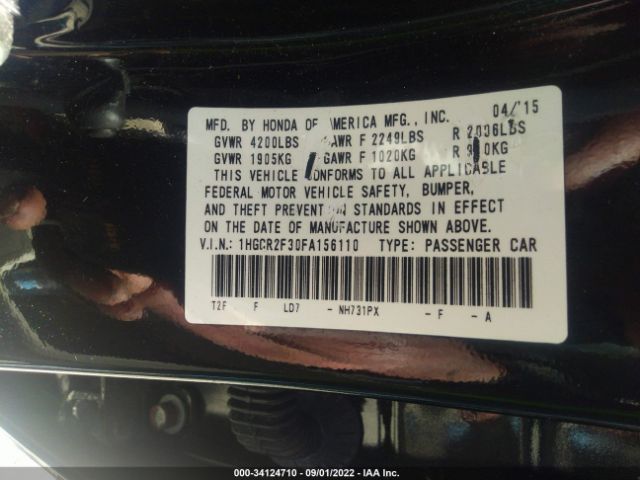 MFD. BY HONDA OF AMERICA MFG., INC. 04/'15
GVWR 4200LBS GAWR F 2249LBS R 2006LBS
GVWR 1905KG GAWR F 1020KG R 910KG
THIS VEHICLE CONFORMS TO ALL APPLICABLE
FEDERAL MOTOR VEHICLE SAFETY, BUMPER,
AND THEFT PREVENTION STANDARDS IN EFFECT
ON THE DATE OF MANUFACTURE SHOWN ABOVE.
V.I.N.: 1HGCR2F30FA156110 TYPE: PASSENGER CAR
T2F F LD7 - NH731PX - F - A
000-34124710 - 09/01/2022 - IAA Inc.